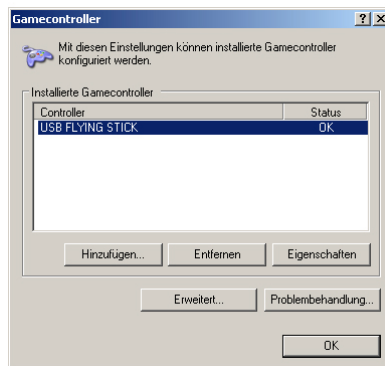 Gamecontroller
Mit diesen Einstellungen können installierte Gamecontroller
konfiguriert werden.
Installierte Gamecontroller
Controller Status
USB FLYING STICK OK
Hinzufügen... Entfernen Eigenschaften
Erweitert... Problembehandlung...
OK